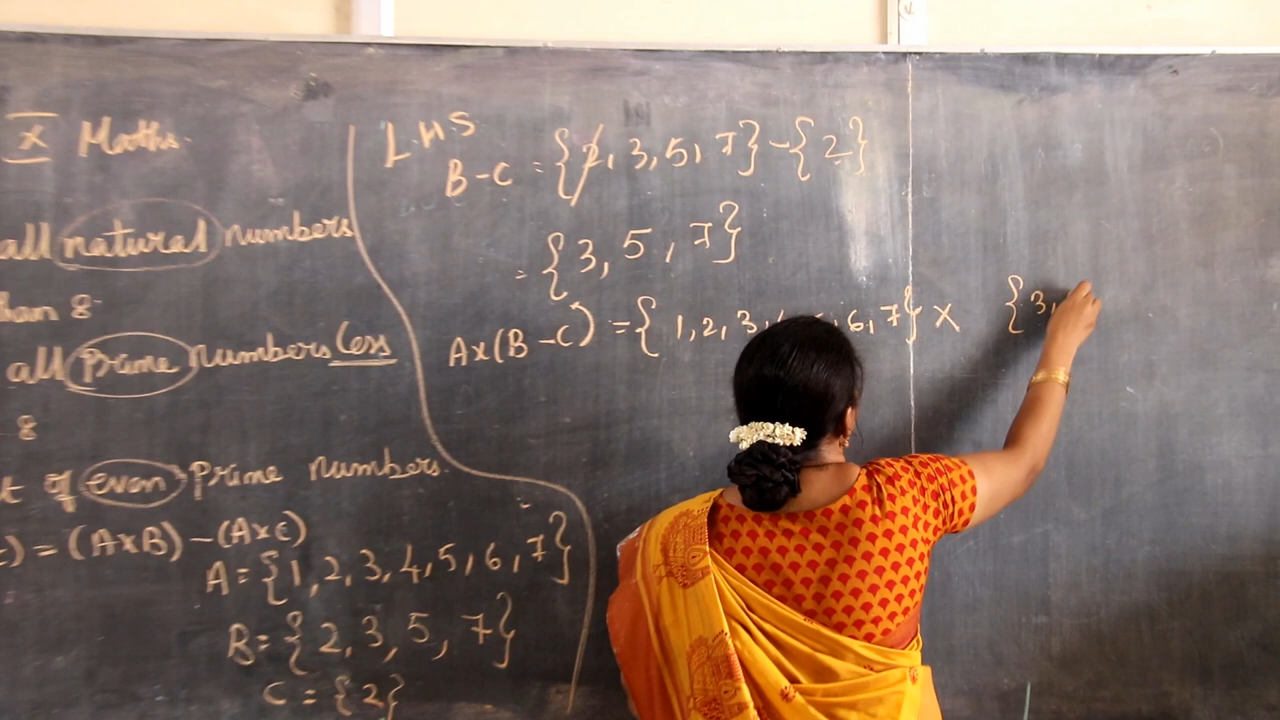 X Maths.
all natural numbers
han 8
all Prime numbers Less
8
t of even Prime numbers.
) = (A×B) - (A×C)
A = {1, 2, 3, 4, 5, 6, 7}
B = {2, 3, 5, 7}
C = {2}
L.H.S
B - C = {2, 3, 5, 7} - {2}
= {3, 5, 7}
A×(B - C) = {1, 2, 3, 6, 7} × {3,